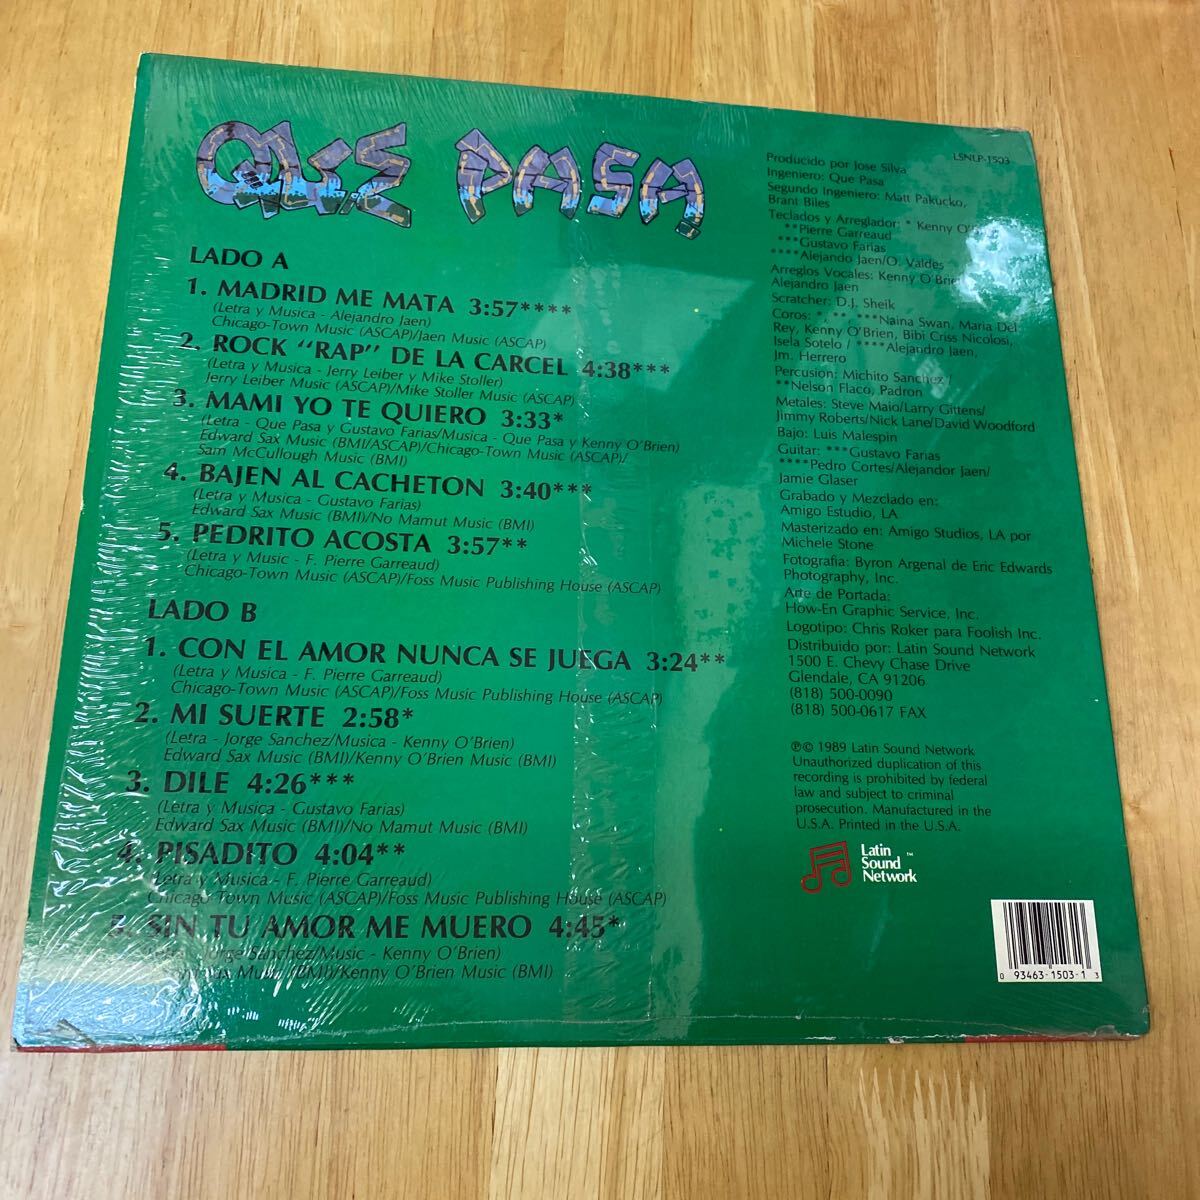 QUE PASA
LADO A
1. MADRID ME MATA 3:57****
(Letra y Musica - Alejandro Jaen)
Chicago-Town Music (ASCAP)/Jaen Music (ASCAP)
2. ROCK "RAP" DE LA CARCEL 4:38***
(Letra y Musica - Jerry Leiber y Mike Stoller)
Jerry Leiber Music (ASCAP)/Mike Stoller Music (ASCAP)
3. MAMI YO TE QUIERO 3:33*
(Letra - Que Pasa y Gustavo Farias/Musica - Que Pasa y Kenny O'Brien)
Edward Sax Music (BMI/ASCAP)/Chicago-Town Music (ASCAP)/
Sam McCullough Music (BMI)
4. BAJEN AL CACHETON 3:40***
(Letra y Musica - Gustavo Farias)
Edward Sax Music (BMI)/No Mamut Music (BMI)
5. PEDRITO ACOSTA 3:57**
(Letra y Music - F. Pierre Garreaud)
Chicago-Town Music (ASCAP)/Foss Music Publishing House (ASCAP)
LADO B
1. CON EL AMOR NUNCA SE JUEGA 3:24**
(Letra y Musica - F. Pierre Garreaud)
Chicago-Town Music (ASCAP)/Foss Music Publishing House (ASCAP)
2. MI SUERTE 2:58*
(Letra - Jorge Sanchez/Musica - Kenny O'Brien)
Edward Sax Music (BMI)/Kenny O'Brien Music (BMI)
3. DILE 4:26***
(Letra y Musica - Gustavo Farias)
Edward Sax Music (BMI)/No Mamut Music (BMI)
4. PISADITO 4:04**
(Letra y Musica - F. Pierre Garreaud)
Chicago-Town Music (ASCAP)/Foss Music Publishing House (ASCAP)
5. SIN TU AMOR ME MUERO 4:45*
Jorge Sanchez/Music - Kenny O'Brien)
Sax Music (BMI)/Kenny O'Brien Music (BMI)
LSNLP-1503
Producido por Jose Silva
Ingeniero: Que Pasa
Segundo Ingeniero: Matt Pakucko,
Brant Biles
Teclados y Arreglador: * Kenny
**Pierre Garreaud
***Gustavo Farias
****Alejando Jaen/O. Valdes
Arreglos Vocales: Kenny
Alejandro Jaen
Scratcher: D.J. Sheik
Coros: *, **, ***Naina Swan, Maria Del
Rey, Kenny O'Brien, Bibi Criss Nicolosi,
Isela Sotelo / ****Alejandro Jaen,
Jm. Herrero
Percusion: Michito Sanchez /
**Nelson Flaco, Padron
Metales: Steve Maio/Larry Gittens/
Jimmy Roberts/Nick Lane/David Woodford
Bajo: Luis Malespin
Guitar: ***Gustavo Farias
****Pedro Cortes/Alejandor Jaen/
Jamie Glaser
Grabado y Mezclado en:
Amigo Estudio, LA
Masterizado en: Amigo Studios, LA por
Michele Stone
Fotografia: Byron Argenal de Eric Edwards
Photography, Inc.
Arte de Portada:
How-En Graphic Service, Inc.
Logotipo: Chris Roker para Foolish Inc.
Distribuido por: Latin Sound Network
1500 E. Chevy Chase Drive
Glendale, CA 91206
(818) 500-0090
(818) 500-0617 FAX
℗© 1989 Latin Sound Network
Unauthorized duplication of this
recording is prohibited by federal
law and subject to criminal
prosecution. Manufactured in the
U.S.A. Printed in the U.S.A.
Latin
Sound
Network ™
0 93463-1503-1 3